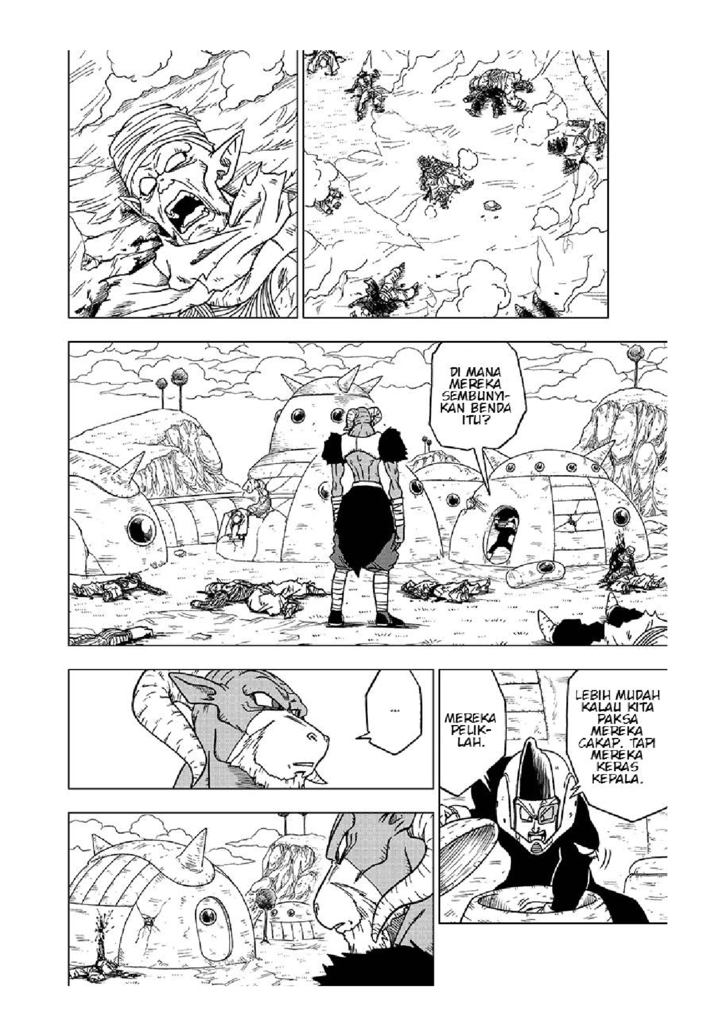 DI MANA
MEREKA
SEMBUNYI-
KAN BENDA
ITU?
...
LEBIH MUDAH
KALAU KITA
PAKSA
MEREKA
CAKAP. TAPI
MEREKA
KERAS
KEPALA.
MEREKA
PELIK-
LAH.